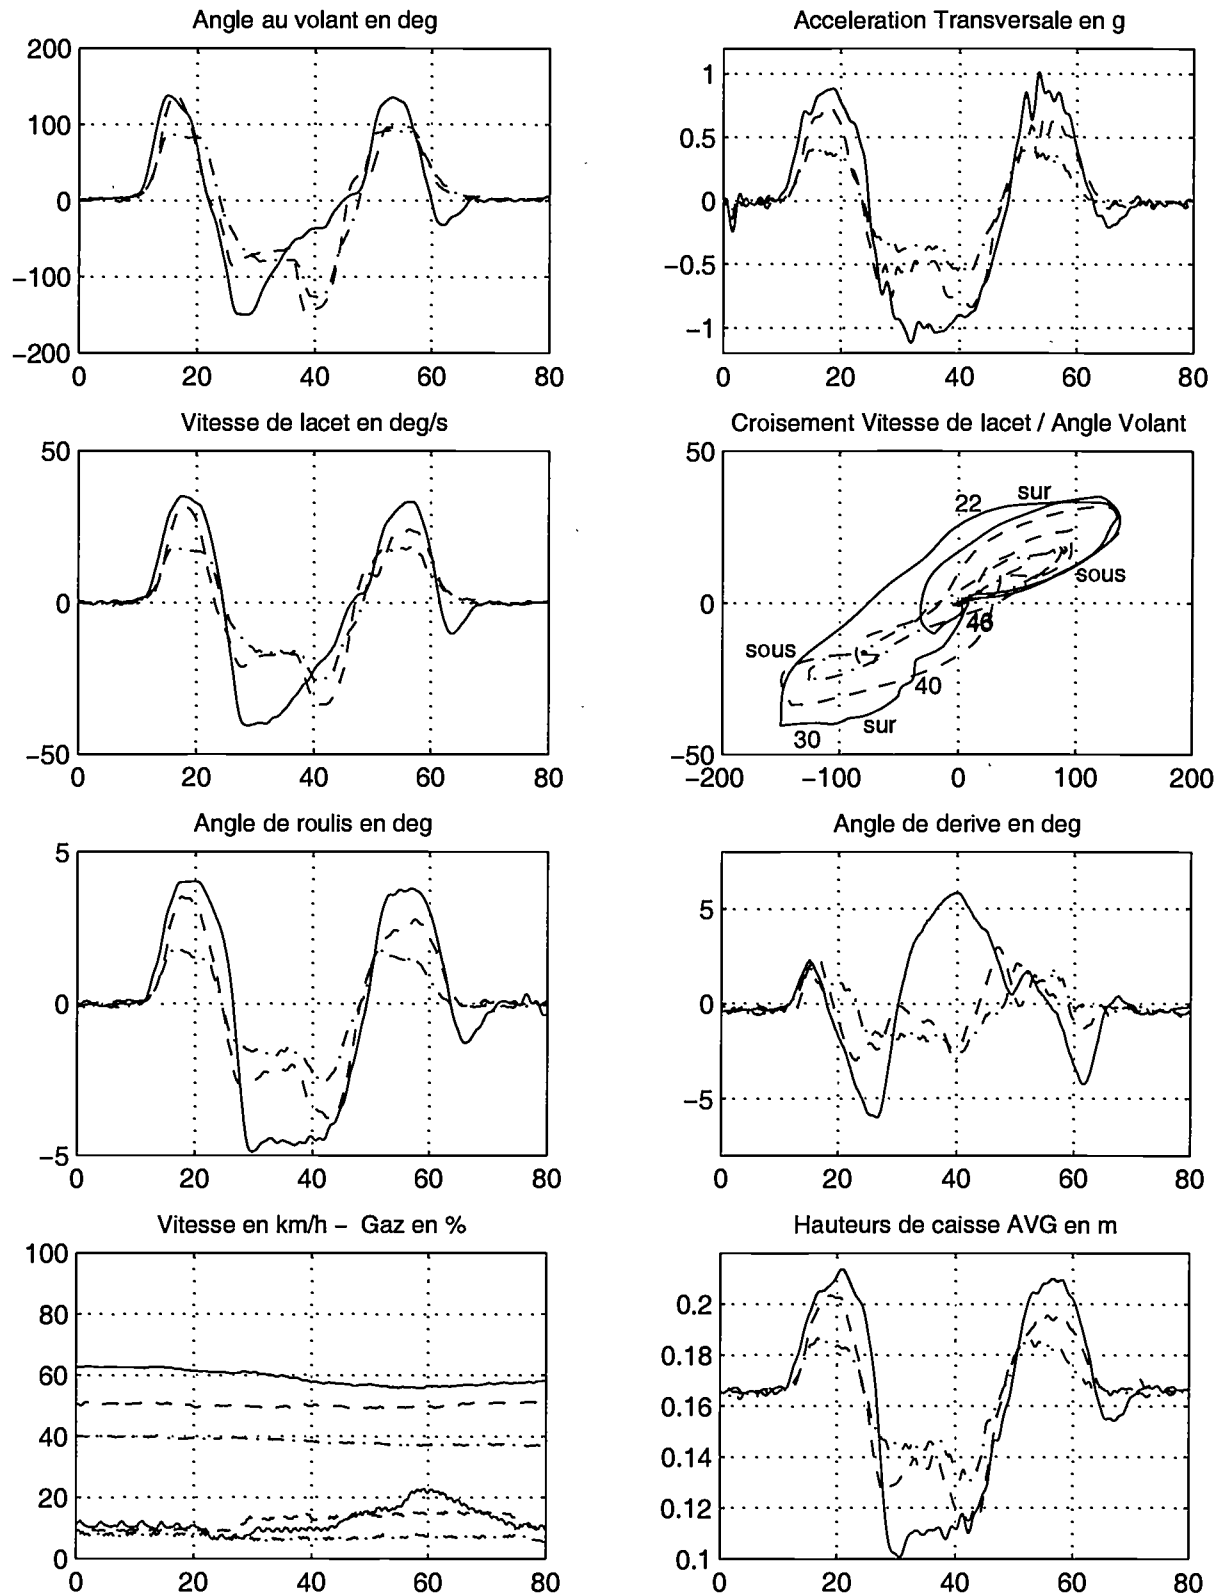 Angle au volant en deg
200
100
0
−100
−200
0 20 40 60 80
Acceleration Transversale en g
1
0.5
0
−0.5
−1
0 20 40 60 80
Vitesse de lacet en deg/s
50
0
−50
0 20 40 60 80
Croisement Vitesse de lacet / Angle Volant
50
0
−50
22
sur
sous
46
sous
40
sur
30
−200 −100 0 100 200
Angle de roulis en deg
5
0
−5
0 20 40 60 80
Angle de derive en deg
5
0
−5
0 20 40 60 80
Vitesse en km/h − Gaz en %
100
80
60
40
20
0
0 20 40 60 80
Hauteurs de caisse AVG en m
0.2
0.18
0.16
0.14
0.12
0.1
0 20 40 60 80